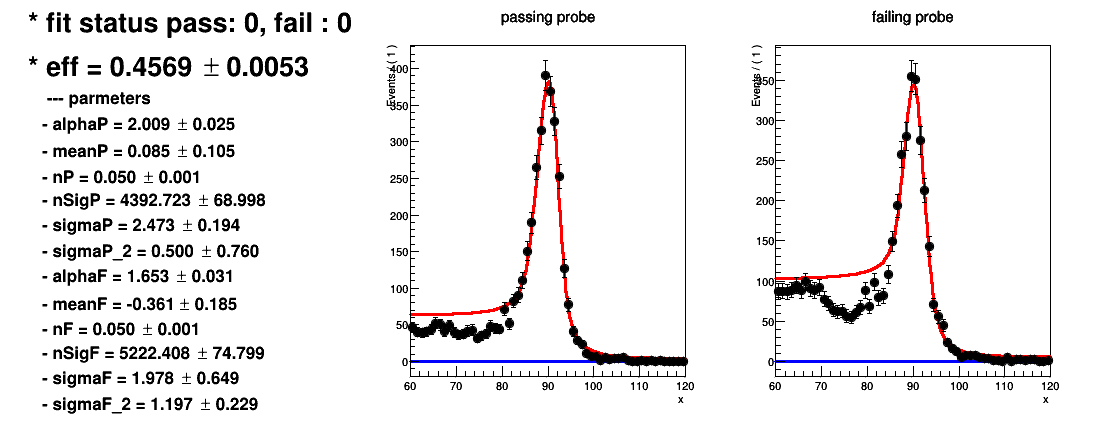 * fit status pass: 0, fail : 0
* eff = 0.4569 ± 0.0053
--- parmeters
- alphaP = 2.009 ± 0.025
- meanP = 0.085 ± 0.105
- nP = 0.050 ± 0.001
- nSigP = 4392.723 ± 68.998
- sigmaP = 2.473 ± 0.194
- sigmaP_2 = 0.500 ± 0.760
- alphaF = 1.653 ± 0.031
- meanF = -0.361 ± 0.185
- nF = 0.050 ± 0.001
- nSigF = 5222.408 ± 74.799
- sigmaF = 1.978 ± 0.649
- sigmaF_2 = 1.197 ± 0.229
passing probe
Events / ( 1 )
400
350
300
250
200
150
100
50
0
60 70 80 90 100 110 120
x
failing probe
Events / ( 1 )
350
300
250
200
150
100
50
0
60 70 80 90 100 110 120
x